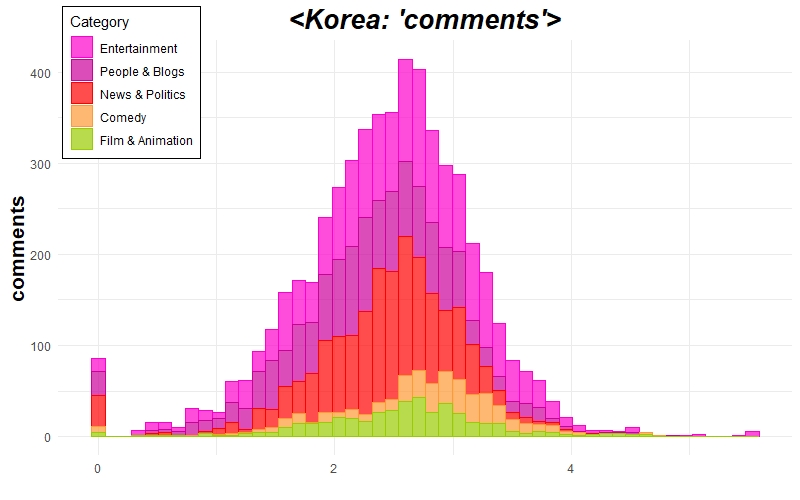 <Korea: 'comments'>
Category
Entertainment
People & Blogs
News & Politics
Comedy
Film & Animation
comments
400
300
200
100
0
0 2 4